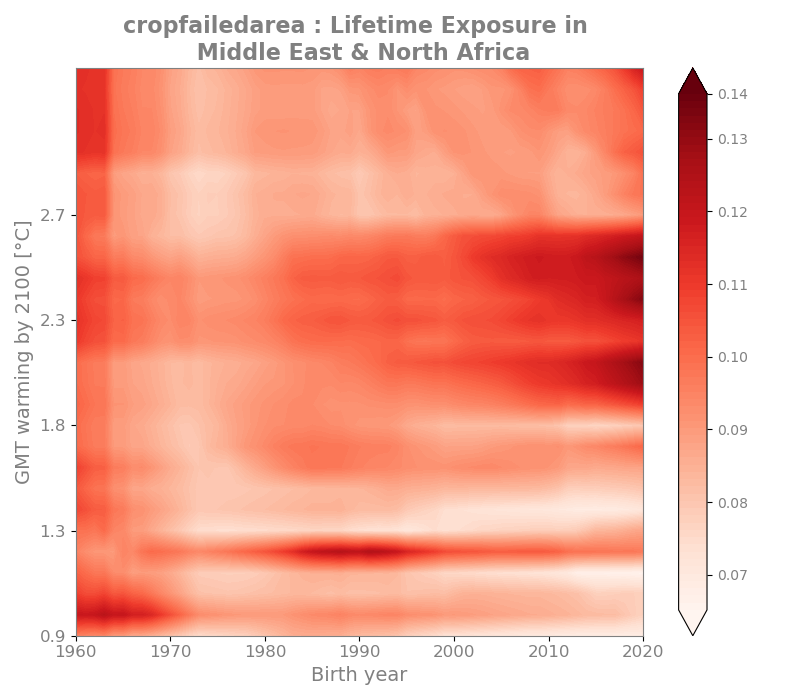 cropfailedarea : Lifetime Exposure in
Middle East & North Africa
GMT warming by 2100 [°C]
2.7
2.3
1.8
1.3
0.9
1960 1970 1980 1990 2000 2010 2020
Birth year
0.14
0.13
0.12
0.11
0.10
0.09
0.08
0.07